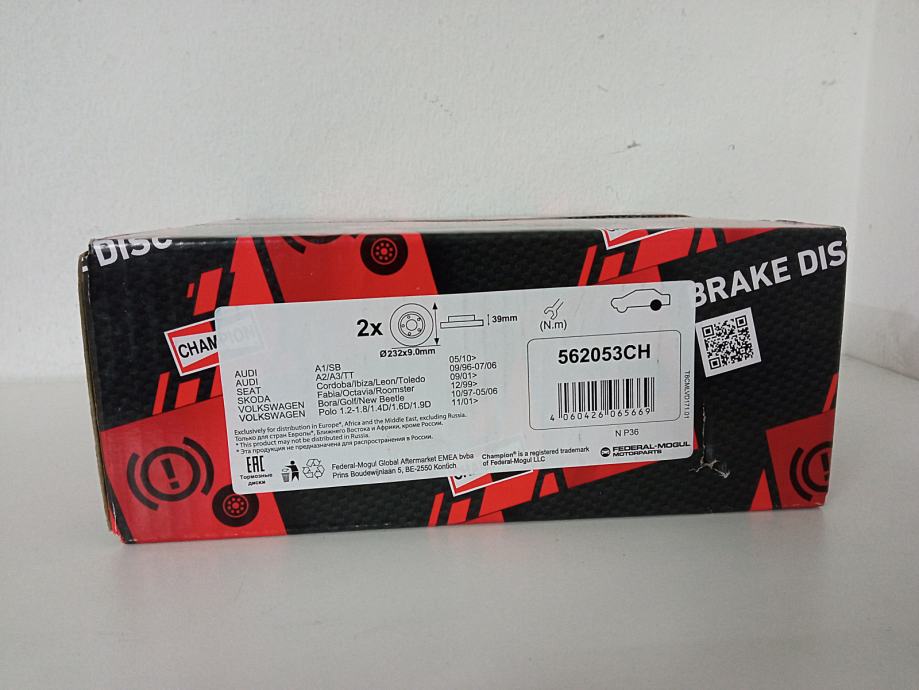 . DISC
BRAKE DIS
CHAMP
2x
39mm
Ø232x9.0mm
(N.m)
562053CH
4 060426 065669
N P36
AUDI A1/SB 05/10>
AUDI A2/A3/TT 09/96-07/06
SEAT Cordoba/Ibiza/Leon/Toledo 09/01>
SKODA Fabia/Octavia/Roomster 12/99>
VOLKSWAGEN Bora/Golf/New Beetle 10/97-05/06
VOLKSWAGEN Polo 1.2-1.8/1.4D/1.6D/1.9D 11/01>
Exclusively for distribution in Europe*, Africa and the Middle East, excluding Russia.
Только для стран Европы*, Ближнего Востока и Африки, кроме России.
* This product may not be distributed in Russia.
* Эта продукция не предназначена для распространения в России.
EAC
Тормозные
диски
Federal-Mogul Global Aftermarket EMEA bvba
Prins Boudewijnlaan 5, BE-2550 Kontich
Champion® is a registered trademark
of Federal-Mogul LLC
FEDERAL-MOGUL
MOTORPARTS